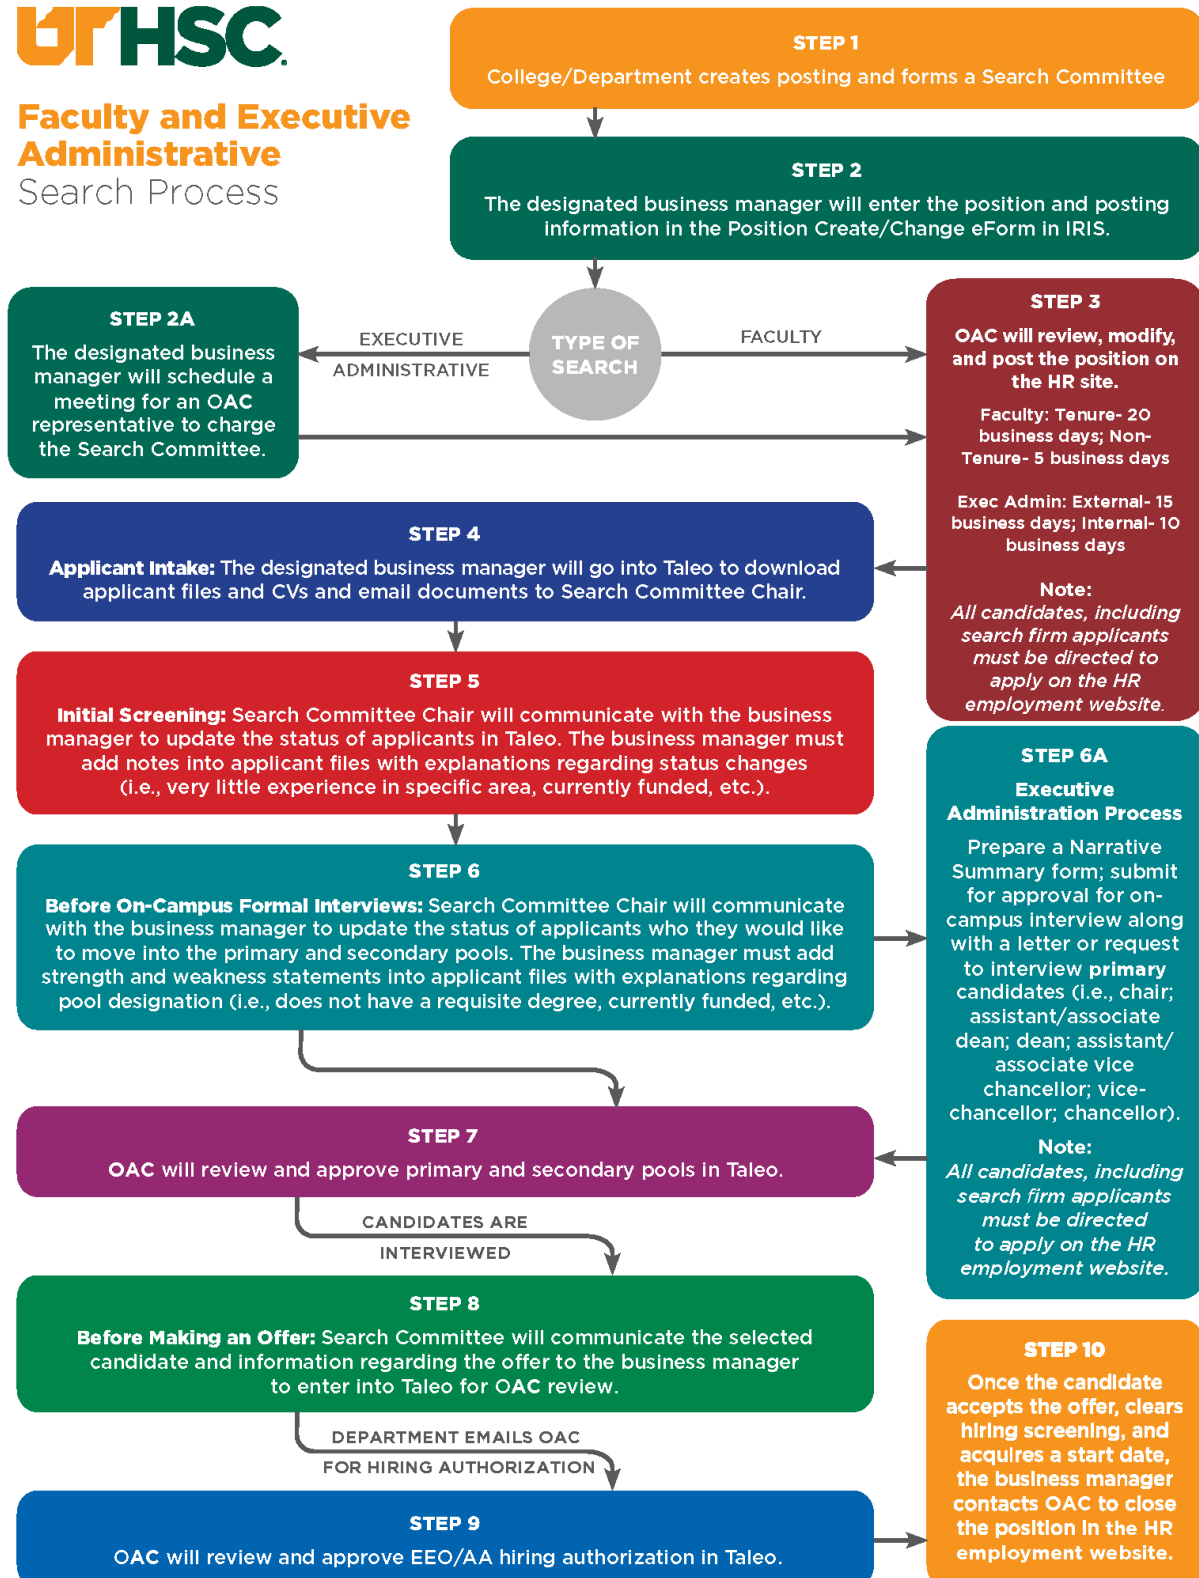 UTHSC.
Faculty and Executive
Administrative
Search Process
STEP 1
College/Department creates posting and forms a Search Committee
STEP 2
The designated business manager will enter the position and posting
information in the Position Create/Change eForm in IRIS.
TYPE OF
SEARCH
EXECUTIVE
ADMINISTRATIVE
FACULTY
STEP 2A
The designated business
manager will schedule a
meeting for an OAC
representative to charge
the Search Committee.
STEP 3
OAC will review, modify,
and post the position on
the HR site.
Faculty: Tenure- 20
business days; Non-
Tenure- 5 business days
Exec Admin: External- 15
business days; Internal- 10
business days
Note:
All candidates, including
search firm applicants
must be directed to
apply on the HR
employment website.
STEP 4
Applicant Intake: The designated business manager will go into Taleo to download
applicant files and CVs and email documents to Search Committee Chair.
STEP 5
Initial Screening: Search Committee Chair will communicate with the business
manager to update the status of applicants in Taleo. The business manager must
add notes into applicant files with explanations regarding status changes
(i.e., very little experience in specific area, currently funded, etc.).
STEP 6
Before On-Campus Formal Interviews: Search Committee Chair will communicate
with the business manager to update the status of applicants who they would like
to move into the primary and secondary pools. The business manager must add
strength and weakness statements into applicant files with explanations regarding
pool designation (i.e., does not have a requisite degree, currently funded, etc.).
STEP 6A
Executive
Administration Process
Prepare a Narrative
Summary form; submit
for approval for on-
campus interview along
with a letter or request
to interview primary
candidates (i.e., chair;
assistant/associate
dean; dean; assistant/
associate vice
chancellor; vice-
chancellor; chancellor).
Note:
All candidates, including
search firm applicants
must be directed
to apply on the HR
employment website.
STEP 7
OAC will review and approve primary and secondary pools in Taleo.
CANDIDATES ARE
INTERVIEWED
STEP 8
Before Making an Offer: Search Committee will communicate the selected
candidate and information regarding the offer to the business manager
to enter into Taleo for OAC review.
DEPARTMENT EMAILS OAC
FOR HIRING AUTHORIZATION
STEP 9
OAC will review and approve EEO/AA hiring authorization in Taleo.
STEP 10
Once the candidate
accepts the offer, clears
hiring screening, and
acquires a start date,
the business manager
contacts OAC to close
the position in the HR
employment website.